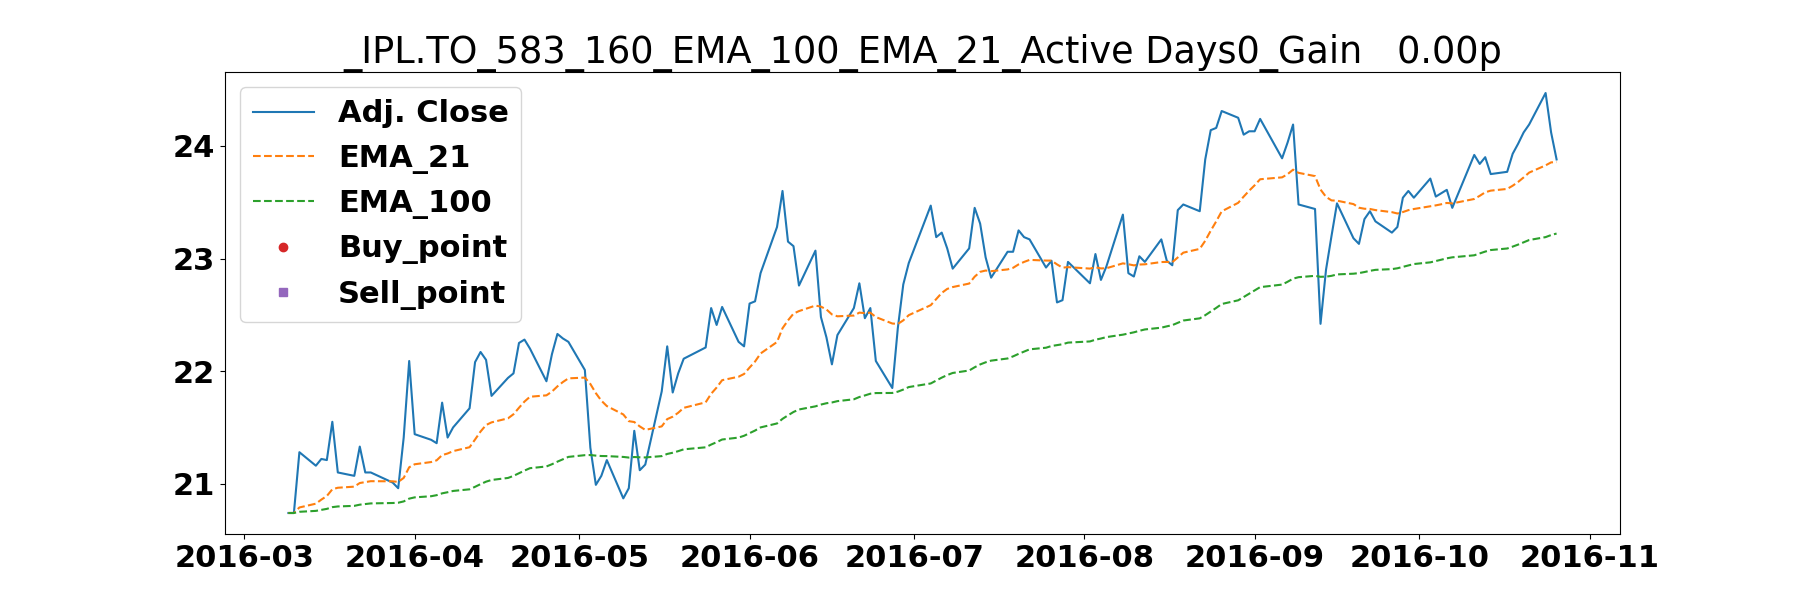 _IPL.TO_583_160_EMA_100_EMA_21_Active Days0_Gain   0.00p
Adj. Close
EMA_21
EMA_100
Buy_point
Sell_point
24
23
22
21
2016-03 2016-04 2016-05 2016-06 2016-07 2016-08 2016-09 2016-10 2016-11